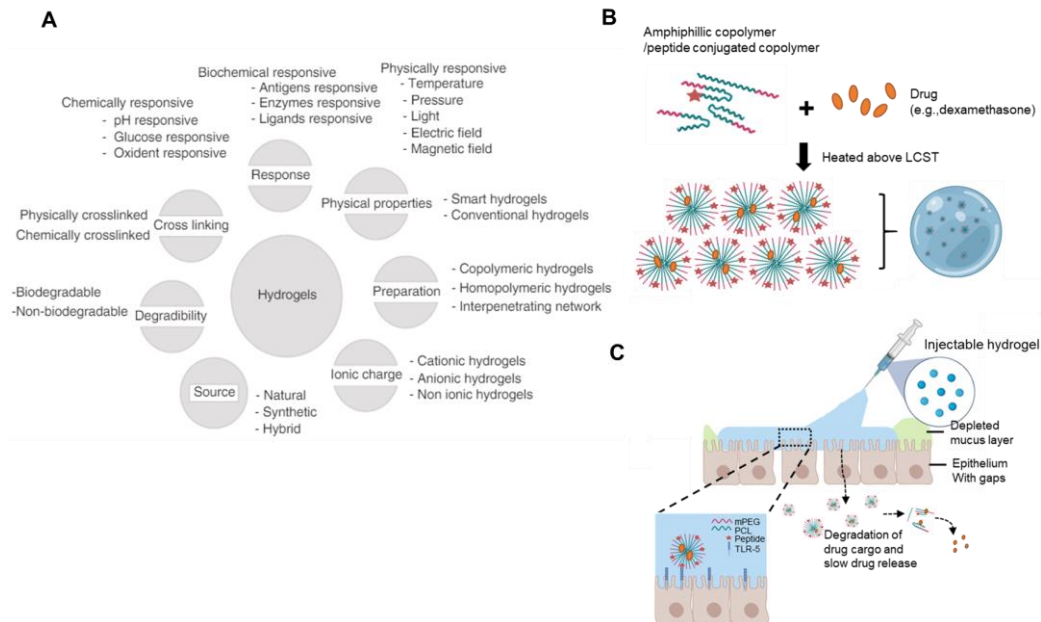 A
Chemically responsive
- pH responsive
- Glucose responsive
- Oxident responsive
Biochemical responsive
- Antigens responsive
- Enzymes responsive
- Ligands responsive
Physically responsive
- Temperature
- Pressure
- Light
- Electric field
- Magnetic field
Response
Physical properties
- Smart hydrogels
- Conventional hydrogels
Physically crosslinked
Chemically crosslinked
Cross linking
Hydrogels
Preparation
- Copolymeric hydrogels
- Homopolymeric hydrogels
- Interpenetrating network
-Biodegradable
-Non-biodegradable
Degradibility
Ionic charge
- Cationic hydrogels
- Anionic hydrogels
- Non ionic hydrogels
Source
- Natural
- Synthetic
- Hybrid
B
Amphiphillic copolymer
/peptide conjugated copolymer
+
Drug
(e.g.,dexamethasone)
Heated above LCST
C
Injectable hydrogel
Depleted
mucus layer
Epithelium
With gaps
mPEG
PCL
Peptide
TLR-5
Degradation of
drug cargo and
slow drug release